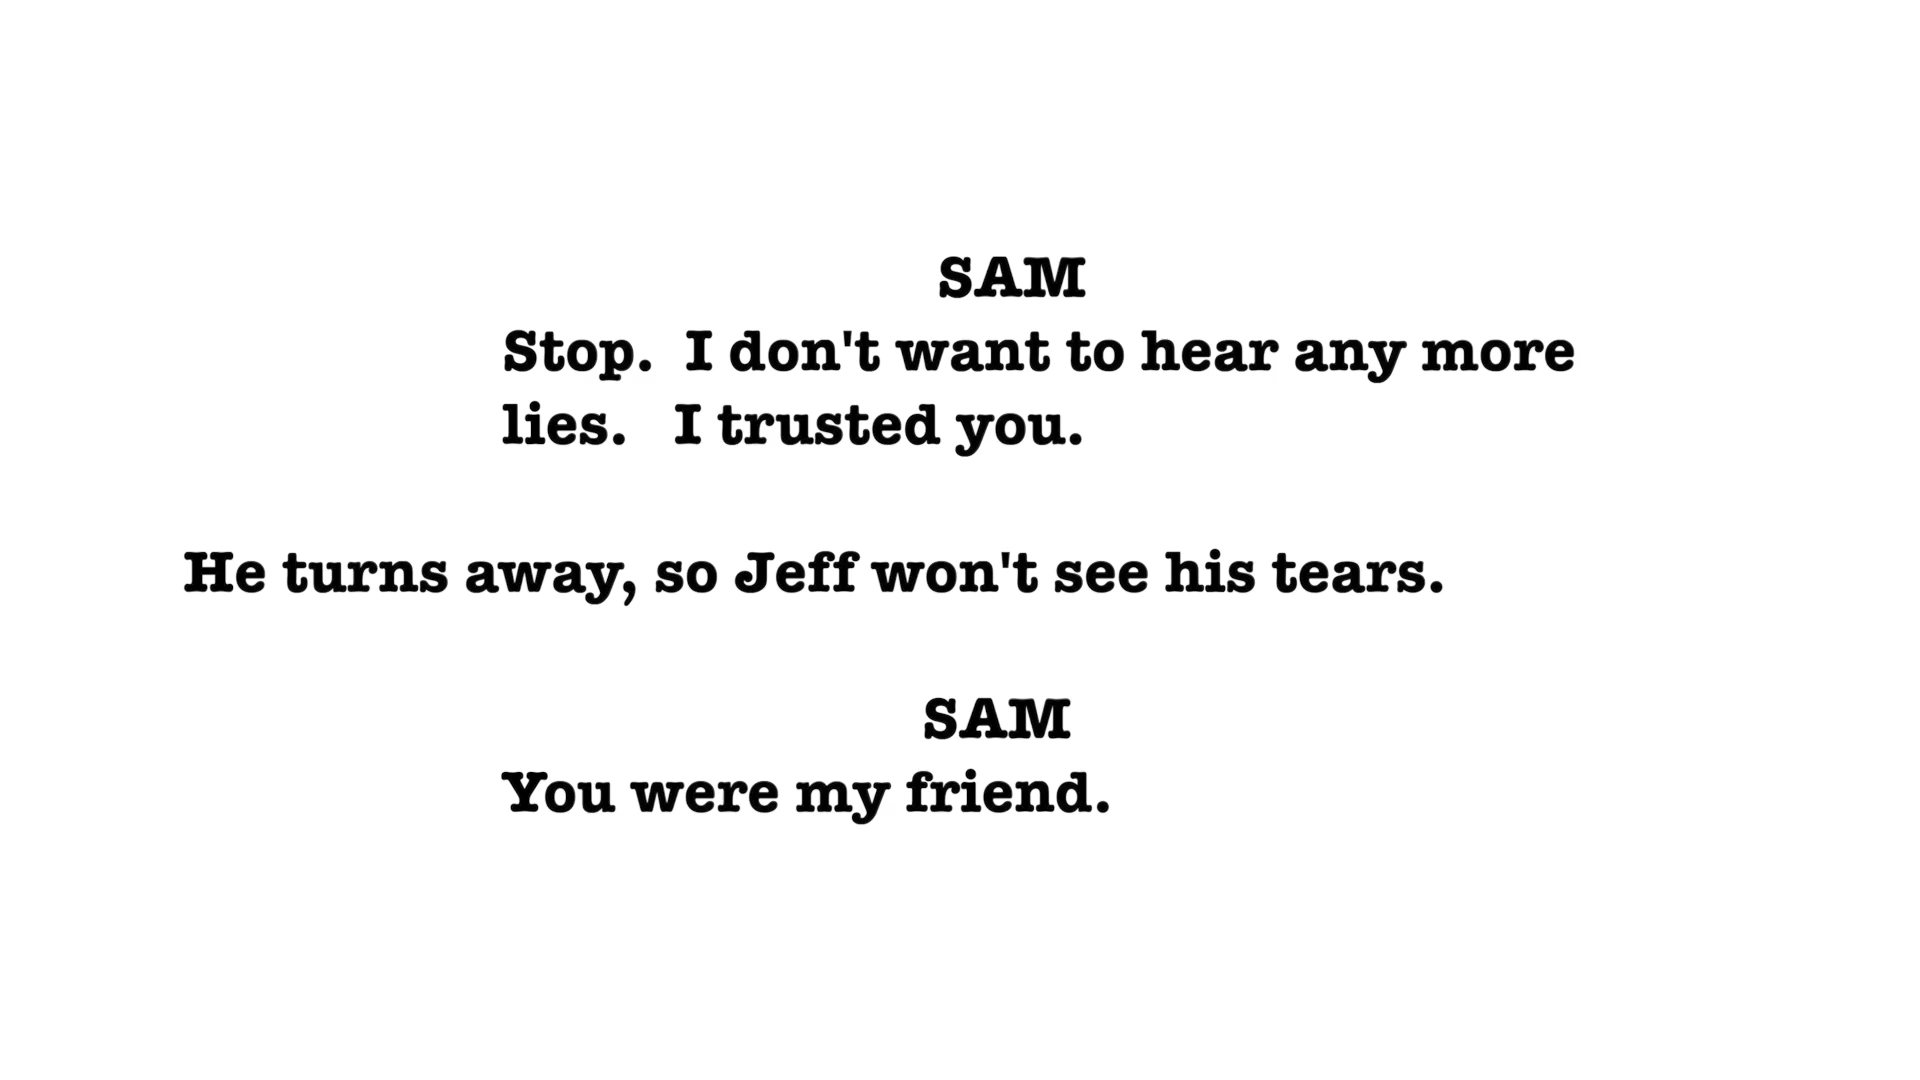 SAM
Stop.  I don't want to hear any more
lies.   I trusted you.
He turns away, so Jeff won't see his tears.
SAM
You were my friend.